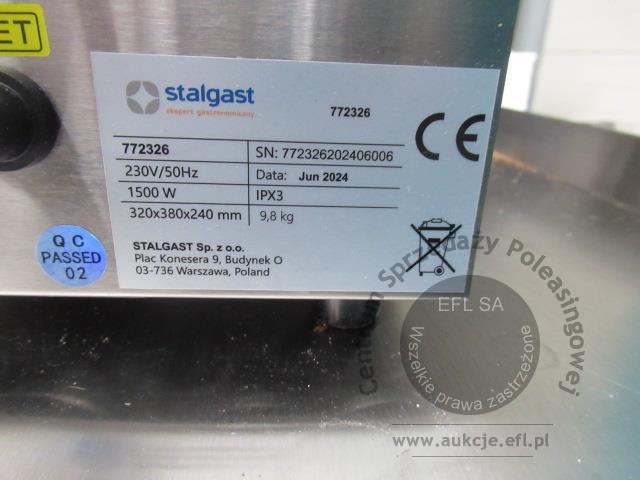 ET
stalgast
ekspert gastronomiczny
772326
CE
772326
SN: 772326202406006
230V/50Hz
Data: Jun 2024
1500 W
IPX3
320x380x240 mm
9,8 kg
QC
PASSED
02
STALGAST Sp. z o.o.
Plac Konesera 9, Budynek O
03-736 Warszawa, Poland
Centrum Sprzedaży Poleasingowej
EFL SA
Wszelkie prawa zastrzeżone
www.aukcje.efl.pl